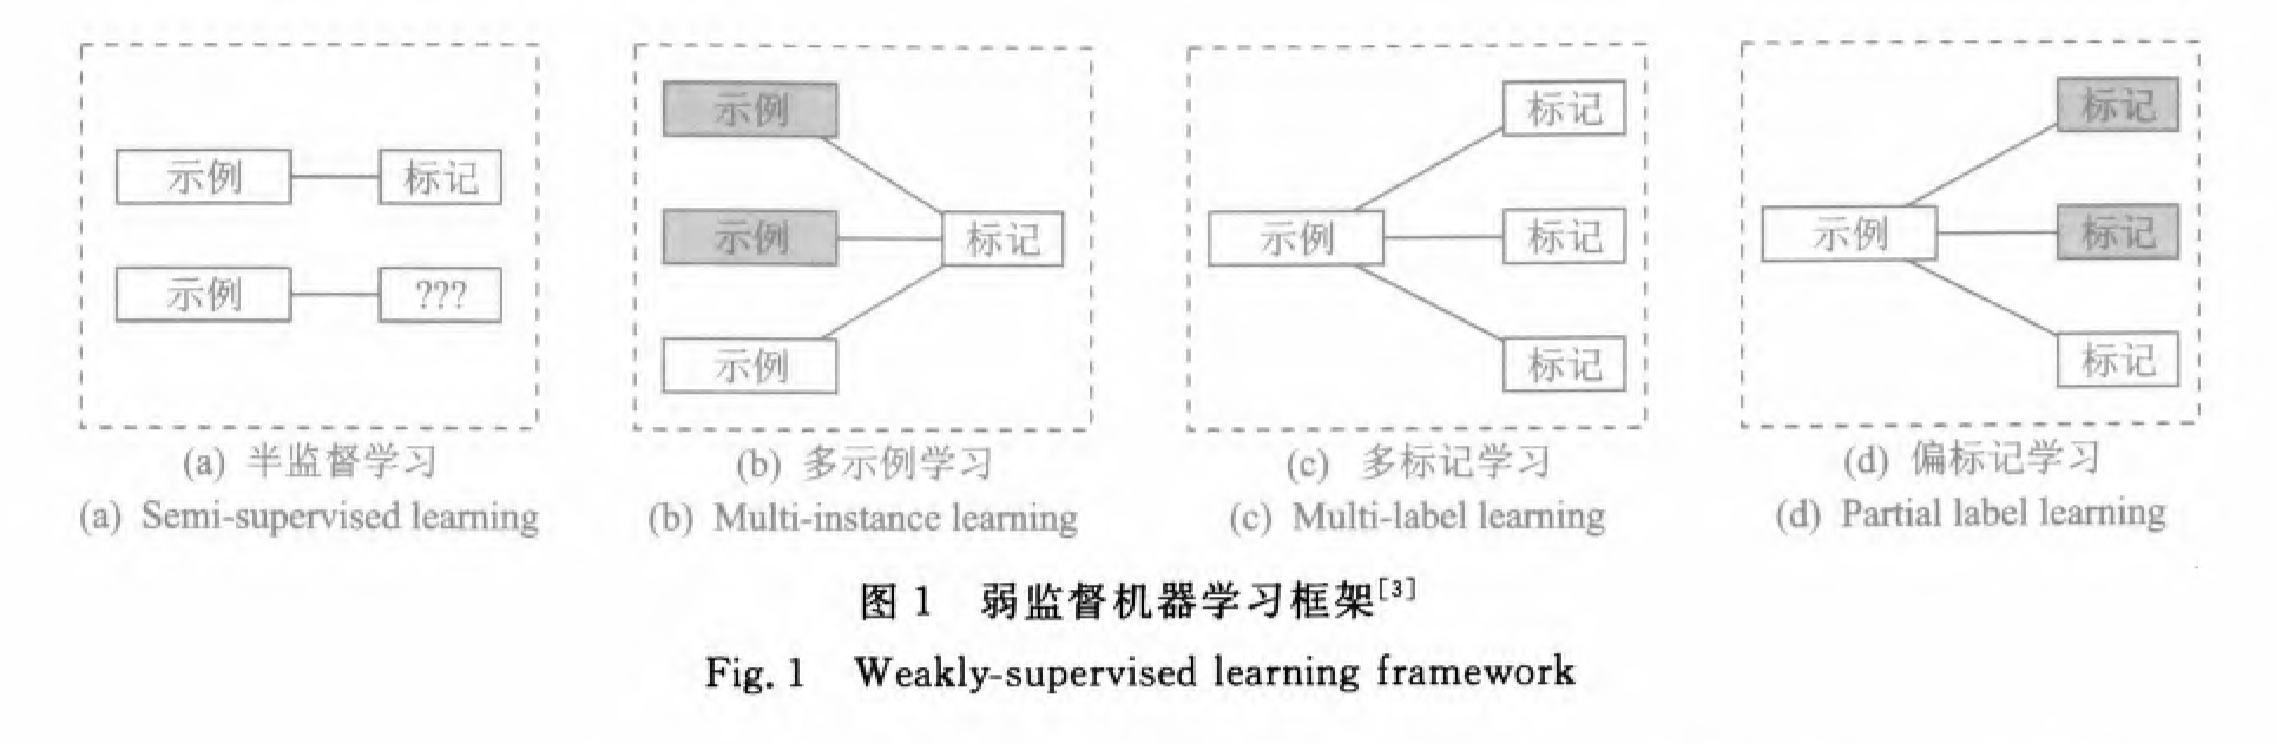 示例 标记
示例 ???
(a) 半监督学习
(a) Semi-supervised learning
示例
示例 标记
示例
(b) 多示例学习
(b) Multi-instance learning
标记
示例 标记
标记
(c) 多标记学习
(c) Multi-label learning
标记
示例 标记
标记
(d) 偏标记学习
(d) Partial label learning
图 1 弱监督机器学习框架[3]
Fig. 1 Weakly-supervised learning framework